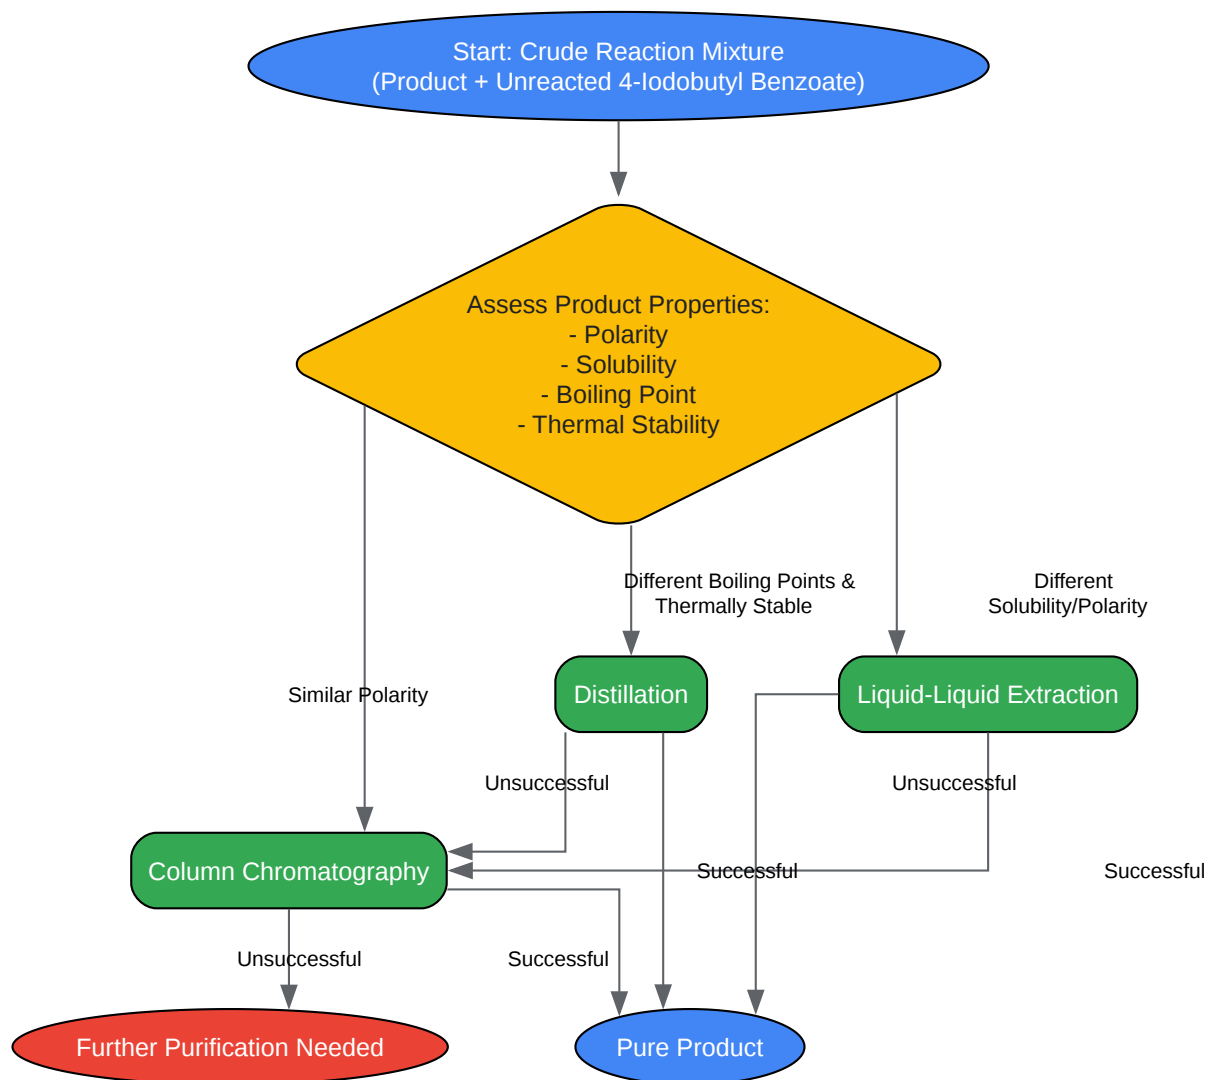 Start: Crude Reaction Mixture
(Product + Unreacted 4-Iodobutyl Benzoate)
Assess Product Properties:
- Polarity
- Solubility
- Boiling Point
- Thermal Stability
Different Boiling Points &
Thermally Stable
Different
Solubility/Polarity
Similar Polarity
Distillation
Liquid-Liquid Extraction
Unsuccessful
Unsuccessful
Column Chromatography
Successful
Successful
Unsuccessful
Successful
Further Purification Needed
Pure Product